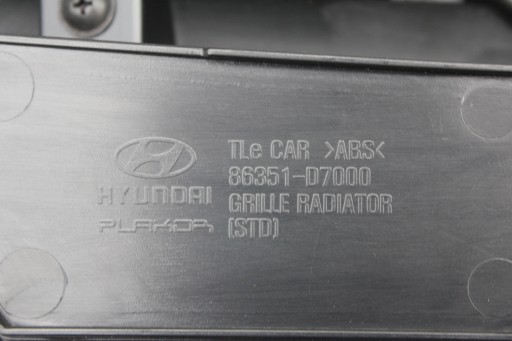 TLe CAR >ABS<
86351-D7000
HYUNDAI GRILLE RADIATOR
PLAKOR (STD)